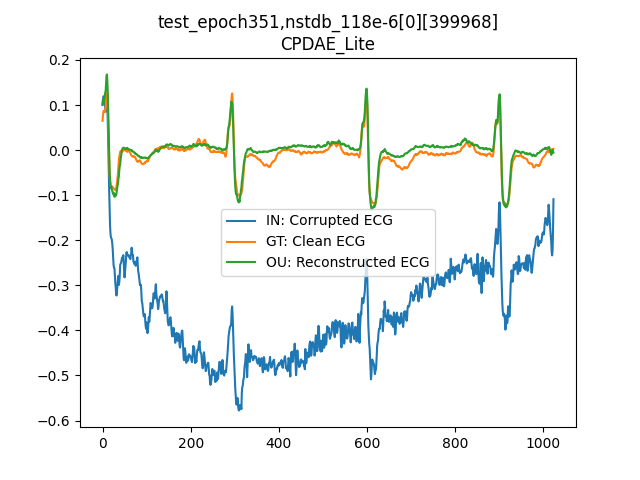 test_epoch351,nstdb_118e-6[0][399968]
CPDAE_Lite
0.2
0.1
0.0
−0.1
−0.2
−0.3
−0.4
−0.5
−0.6
IN: Corrupted ECG
GT: Clean ECG
OU: Reconstructed ECG
0 200 400 600 800 1000